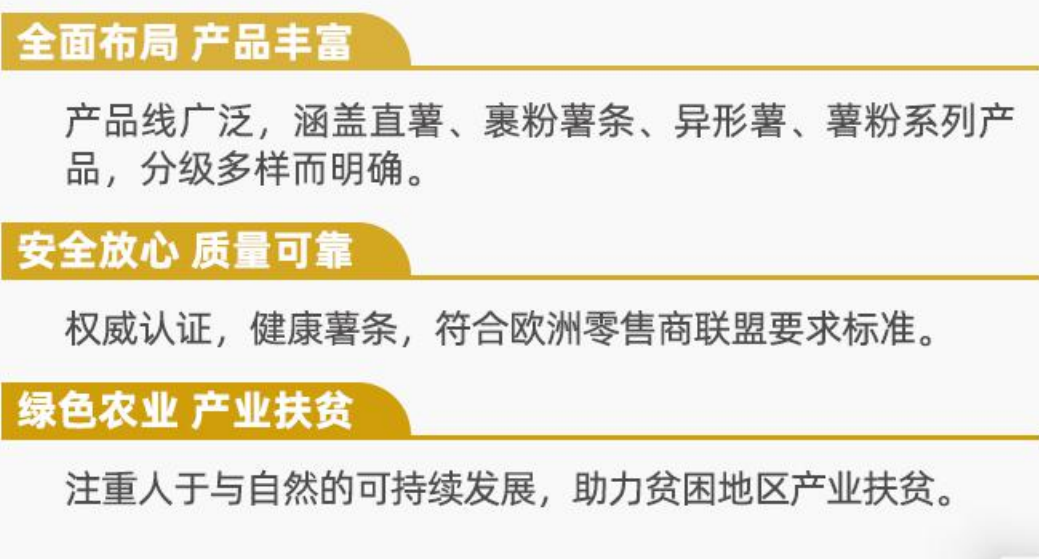 全面布局 产品丰富
产品线广泛，涵盖直薯、裹粉薯条、异形薯、薯粉系列产
品，分级多样而明确。
安全放心 质量可靠
权威认证，健康薯条，符合欧洲零售商联盟要求标准。
绿色农业 产业扶贫
注重人于与自然的可持续发展，助力贫困地区产业扶贫。